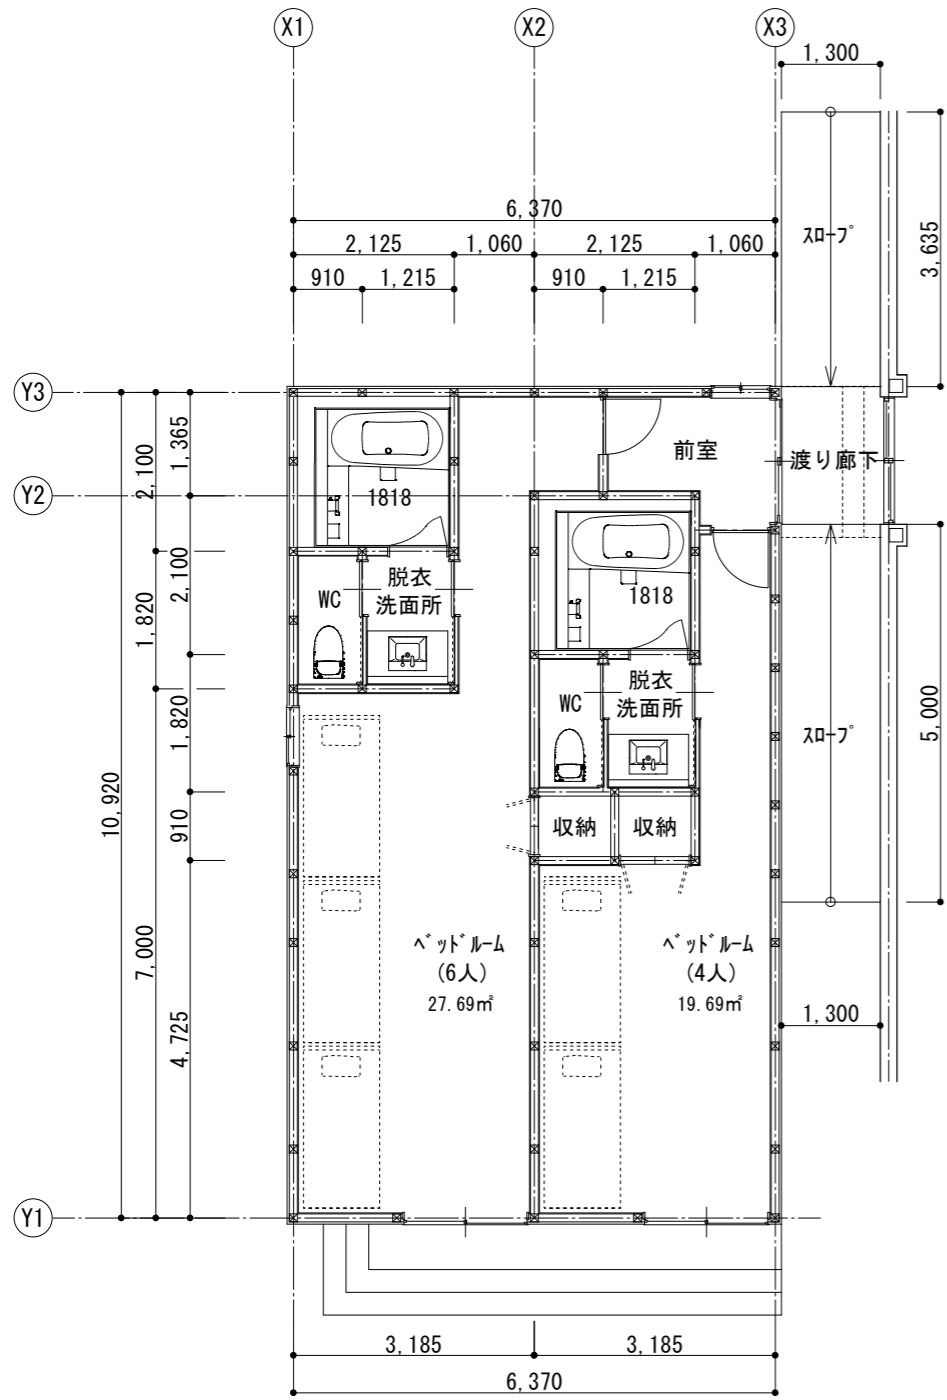 X1
X2
X3
1,300
6,370
2,125
1,060
2,125
1,060
910
1,215
910
1,215
ｽﾛｰﾌﾟ
3,635
Y3
Y2
2,100
1,365
1818
前室
渡り廊下
1,820
2,100
WC
脱衣
洗面所
1818
1,820
WC
脱衣
洗面所
ｽﾛｰﾌﾟ
5,000
10,920
910
収納
収納
7,000
4,725
ﾍﾞｯﾄﾞﾙｰﾑ
(6人)
27.69㎡
ﾍﾞｯﾄﾞﾙｰﾑ
(4人)
19.69㎡
1,300
Y1
3,185
3,185
6,370